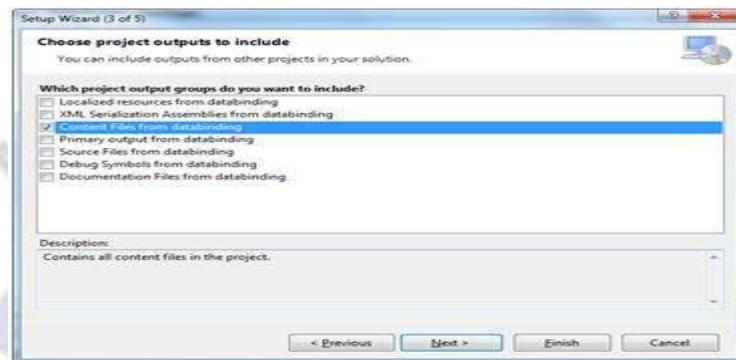 Setup Wizard (3 of 5)
Choose project outputs to include
You can include outputs from other projects in your solution.
Which project output groups do you want to include?
Localized resources from databinding
XML Serialization Assemblies from databinding
Content Files from databinding
Primary output from databinding
Source Files from databinding
Debug Symbols from databinding
Documentation Files from databinding
Description:
Contains all content files in the project.
< Previous
Next >
Finish
Cancel